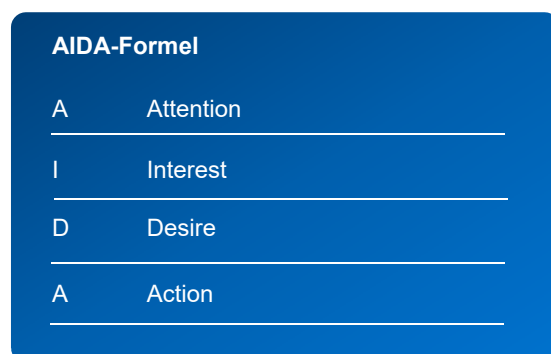 AIDA-Formel
A Attention
I Interest
D Desire
A Action